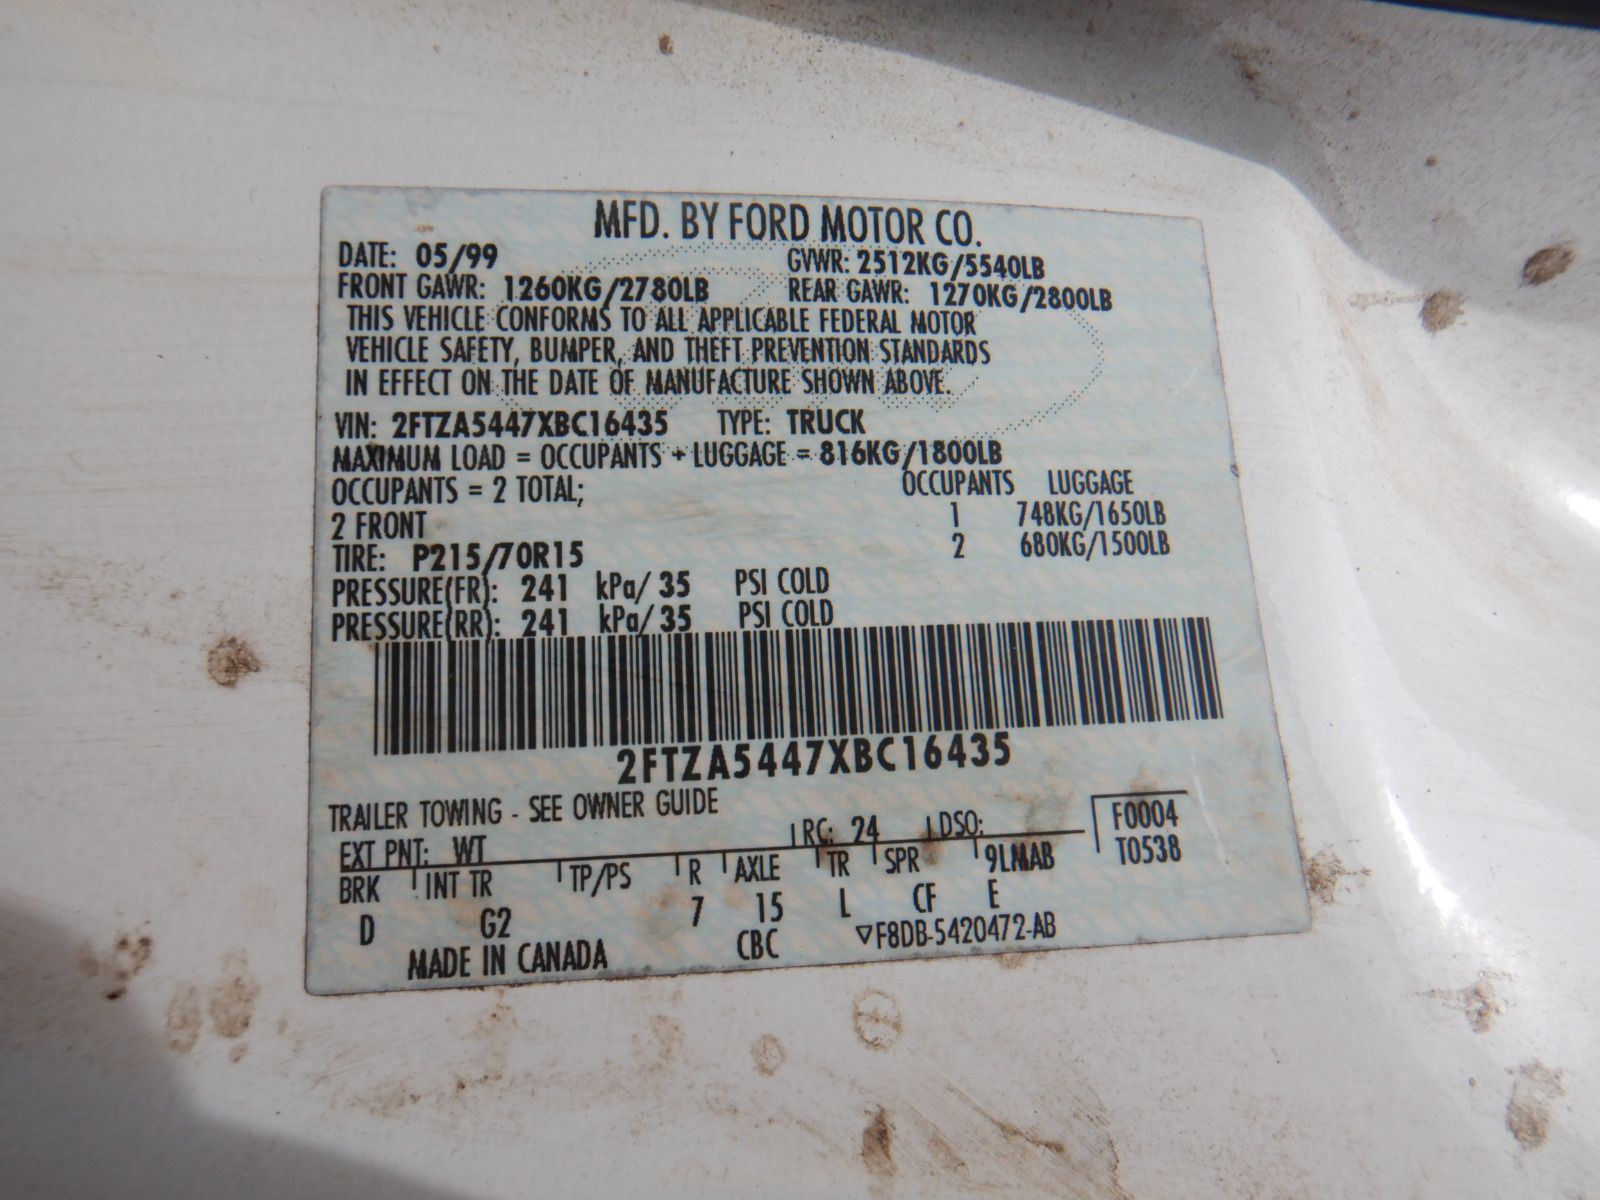 MFD. BY FORD MOTOR CO.
DATE: 05/99 GVWR: 2512KG/5540LB
FRONT GAWR: 1260KG/2780LB REAR GAWR: 1270KG/2800LB
THIS VEHICLE CONFORMS TO ALL APPLICABLE FEDERAL MOTOR
VEHICLE SAFETY, BUMPER, AND THEFT PREVENTION STANDARDS
IN EFFECT ON THE DATE OF MANUFACTURE SHOWN ABOVE.
VIN: 2FTZA5447XBC16435 TYPE: TRUCK
MAXIMUM LOAD = OCCUPANTS + LUGGAGE = 816KG/1800LB
OCCUPANTS = 2 TOTAL; OCCUPANTS LUGGAGE
2 FRONT 1 748KG/1650LB
TIRE: P215/70R15 2 680KG/1500LB
PRESSURE(FR): 241 kPa/ 35 PSI COLD
PRESSURE(RR): 241 kPa/ 35 PSI COLD
2FTZA5447XBC16435
TRAILER TOWING - SEE OWNER GUIDE
EXT PNT: WT RC: 24 DSO: F0004
BRK INT TR TP/PS R AXLE TR SPR 9LMAB T0538
D G2 7 15 L CF E
MADE IN CANADA CBC ▽F8DB-5420472-AB